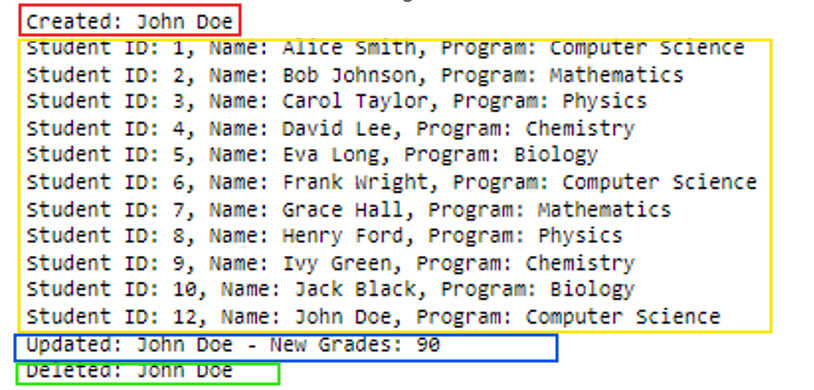 Created: John Doe
Student ID: 1, Name: Alice Smith, Program: Computer Science
Student ID: 2, Name: Bob Johnson, Program: Mathematics
Student ID: 3, Name: Carol Taylor, Program: Physics
Student ID: 4, Name: David Lee, Program: Chemistry
Student ID: 5, Name: Eva Long, Program: Biology
Student ID: 6, Name: Frank Wright, Program: Computer Science
Student ID: 7, Name: Grace Hall, Program: Mathematics
Student ID: 8, Name: Henry Ford, Program: Physics
Student ID: 9, Name: Ivy Green, Program: Chemistry
Student ID: 10, Name: Jack Black, Program: Biology
Student ID: 12, Name: John Doe, Program: Computer Science
Updated: John Doe - New Grades: 90
Deleted: John Doe